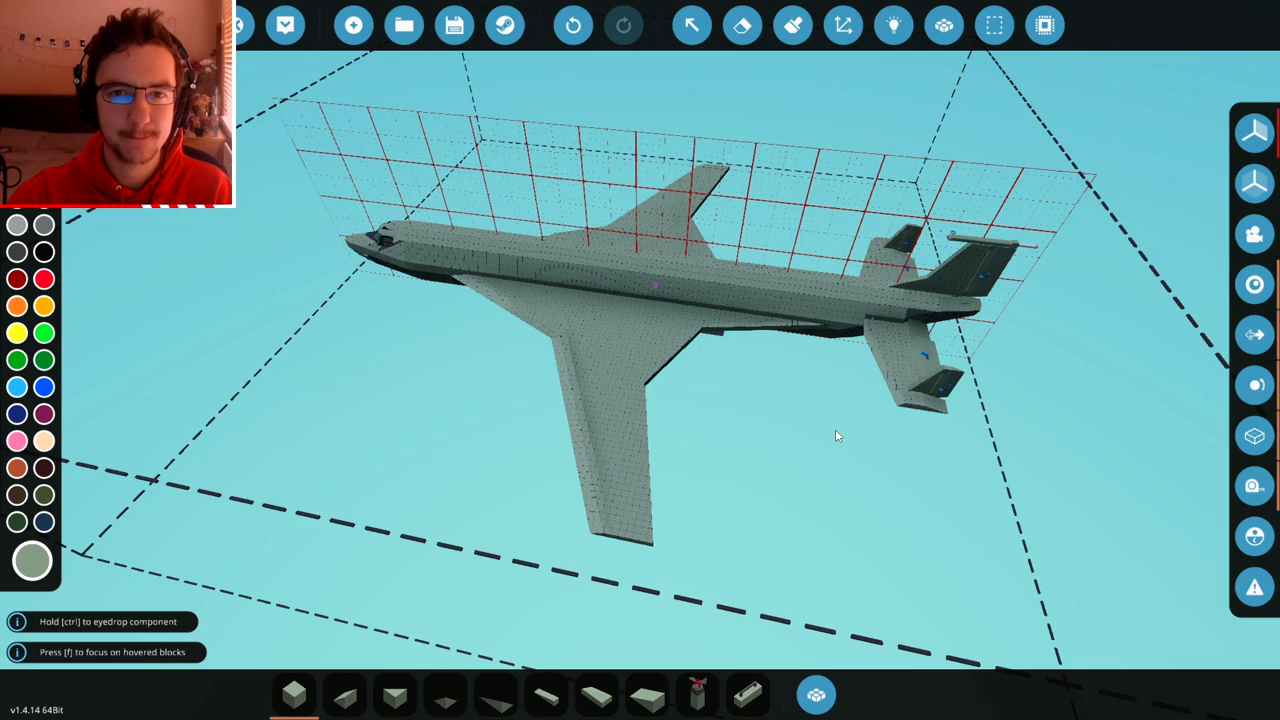 Hold [ctrl] to eyedrop component
Press [f] to focus on hovered blocks
v1.4.14 64Bit